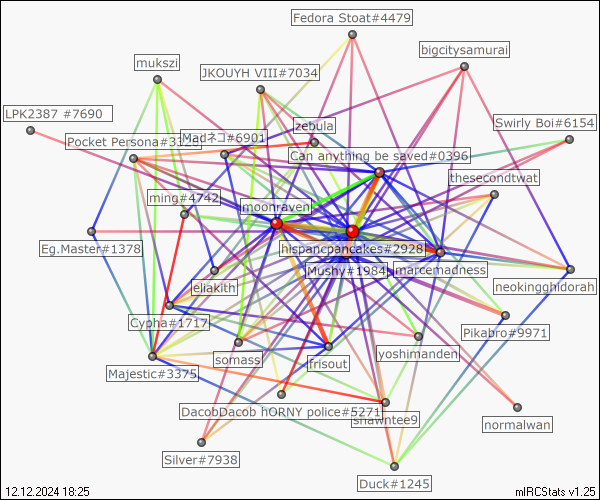 Fedora Stoat#4479
bigcitysamurai
mukszi
JKOUYH VIII#7034
LPK2387 #7690
Swirly Boi#6154
zebula
Madネコ#6901
Pocket Persona#3
Can anything be saved#0396
thesecondtwat
ming#4742
moonraven
Eg.Master#1378
hispancpancakes#2928
Mushy#1984
marcemadness
neokingghidorah
eliakith
Cypha#1717
Pikabro#9971
yoshimanden
somass
frisout
Majestic#3375
DacobDacob hORNY police#5271
shawntee9
normalwan
Silver#7938
Duck#1245
12.12.2024 18:25
mIRCStats v1.25